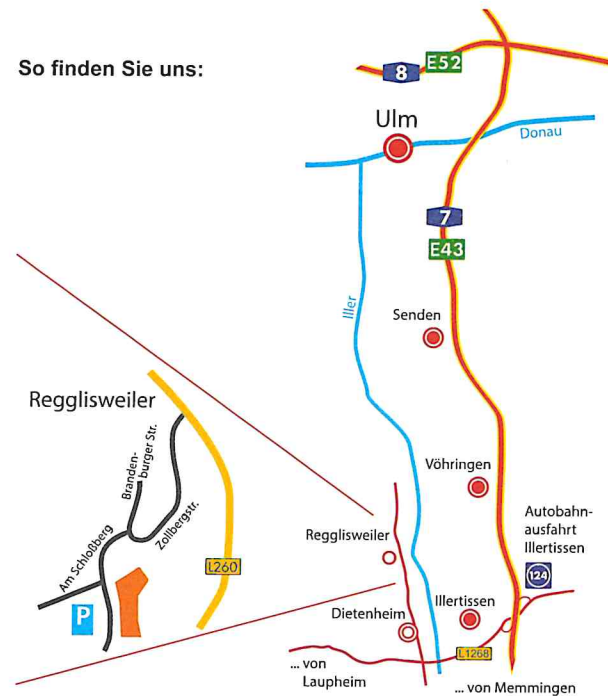 So finden Sie uns:
8
E52
Ulm
Donau
7
E43
Iller
Senden
Vöhringen
Autobahn-
ausfahrt
Illertissen
124
Regglisweiler
Dietenheim
Illertissen
L1268
... von
Laupheim
... von Memmingen
Regglisweiler
Branden-
burger Str.
Zollbergstr.
Am Schloßberg
L260
P